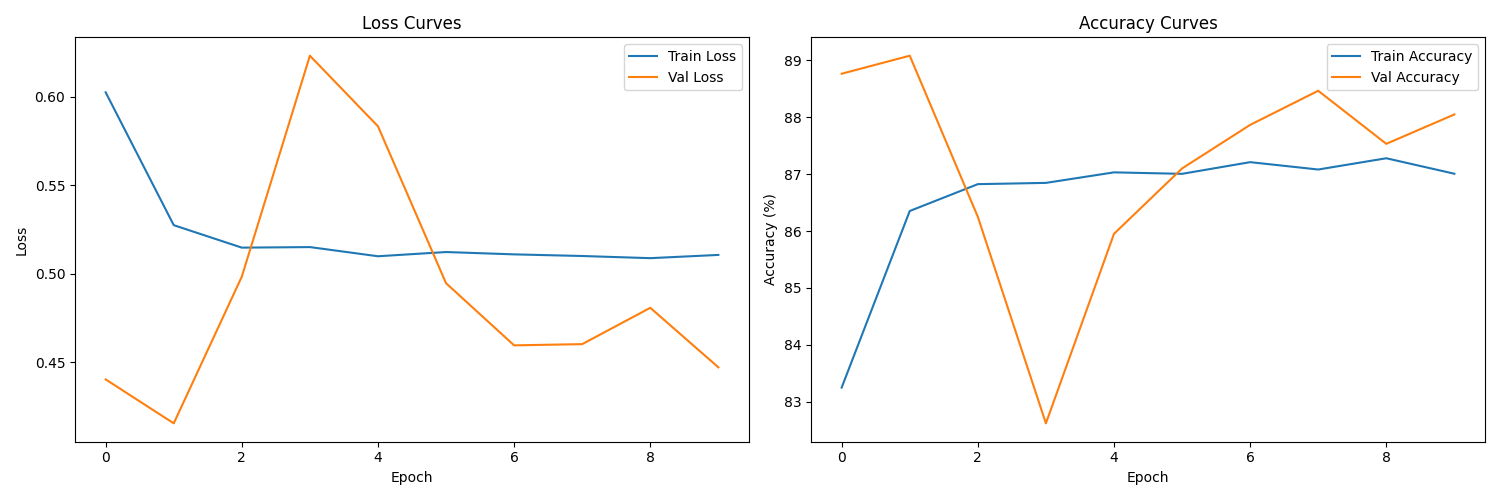 Loss Curves
Train Loss
Val Loss
0.60
0.55
0.50
0.45
Loss
0 2 4 6 8
Epoch
Accuracy Curves
Train Accuracy
Val Accuracy
89
88
87
86
85
84
83
Accuracy (%)
0 2 4 6 8
Epoch